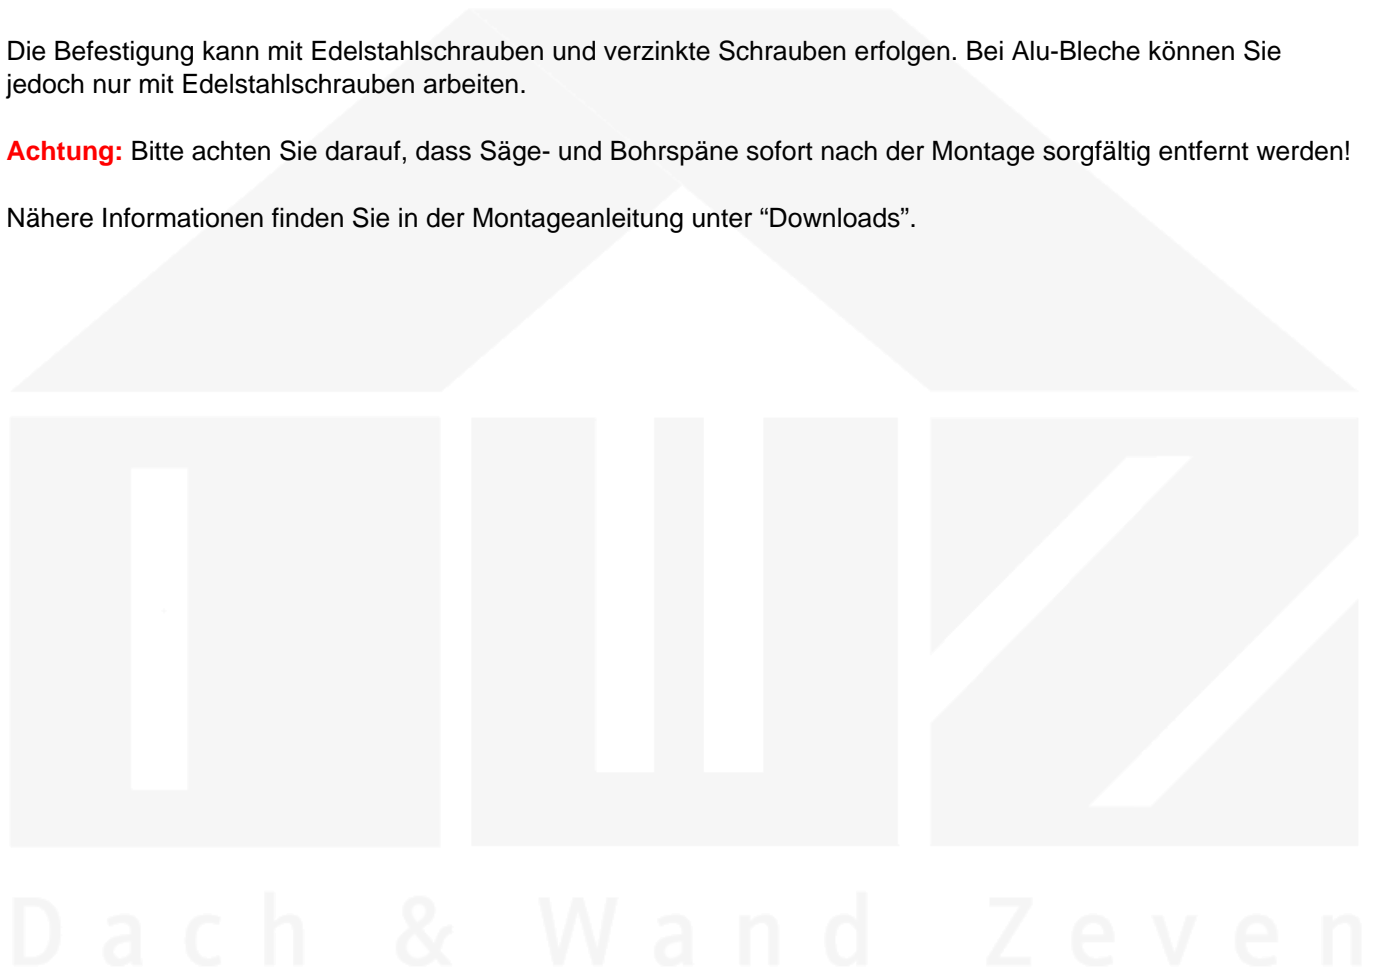 Die Befestigung kann mit Edelstahlschrauben und verzinkte Schrauben erfolgen. Bei Alu-Bleche können Sie
jedoch nur mit Edelstahlschrauben arbeiten.
Achtung: Bitte achten Sie darauf, dass Säge- und Bohrspäne sofort nach der Montage sorgfältig entfernt werden!
Nähere Informationen finden Sie in der Montageanleitung unter “Downloads”.
Dach & Wand Zeven